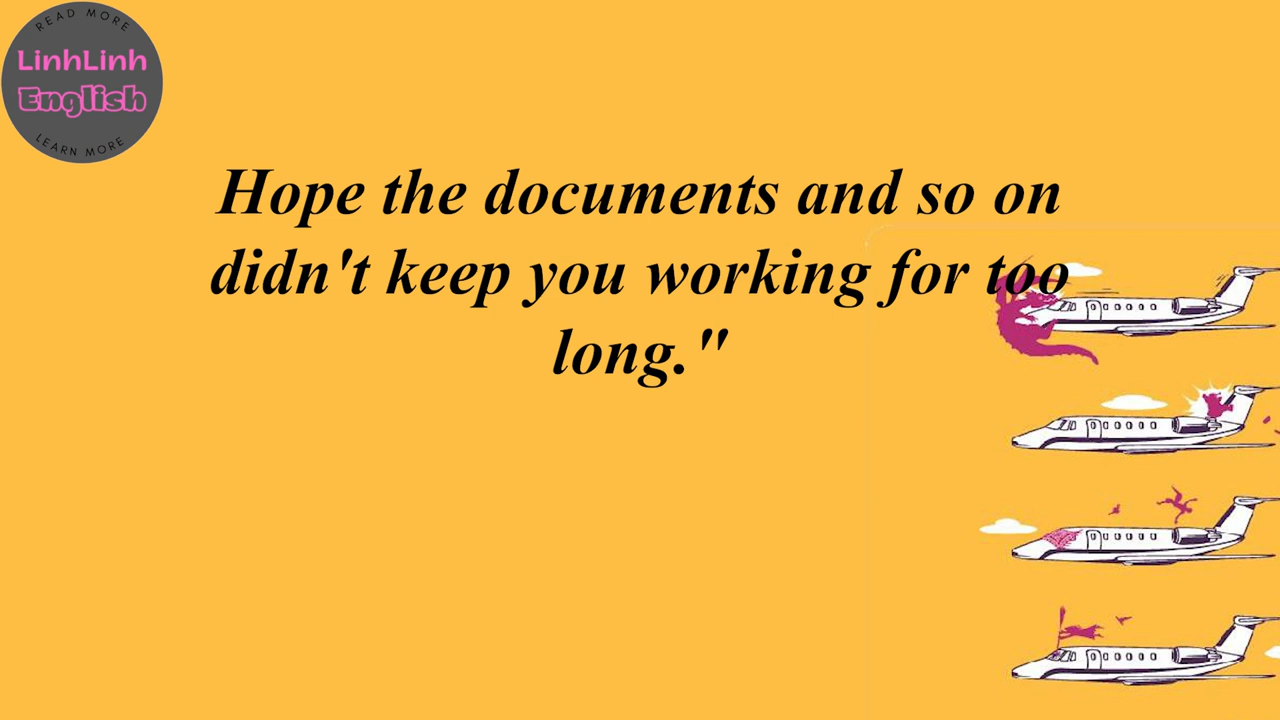 READ MORE
LinhLinh
English
LEARN MORE
Hope the documents and so on
didn't keep you working for too
long."